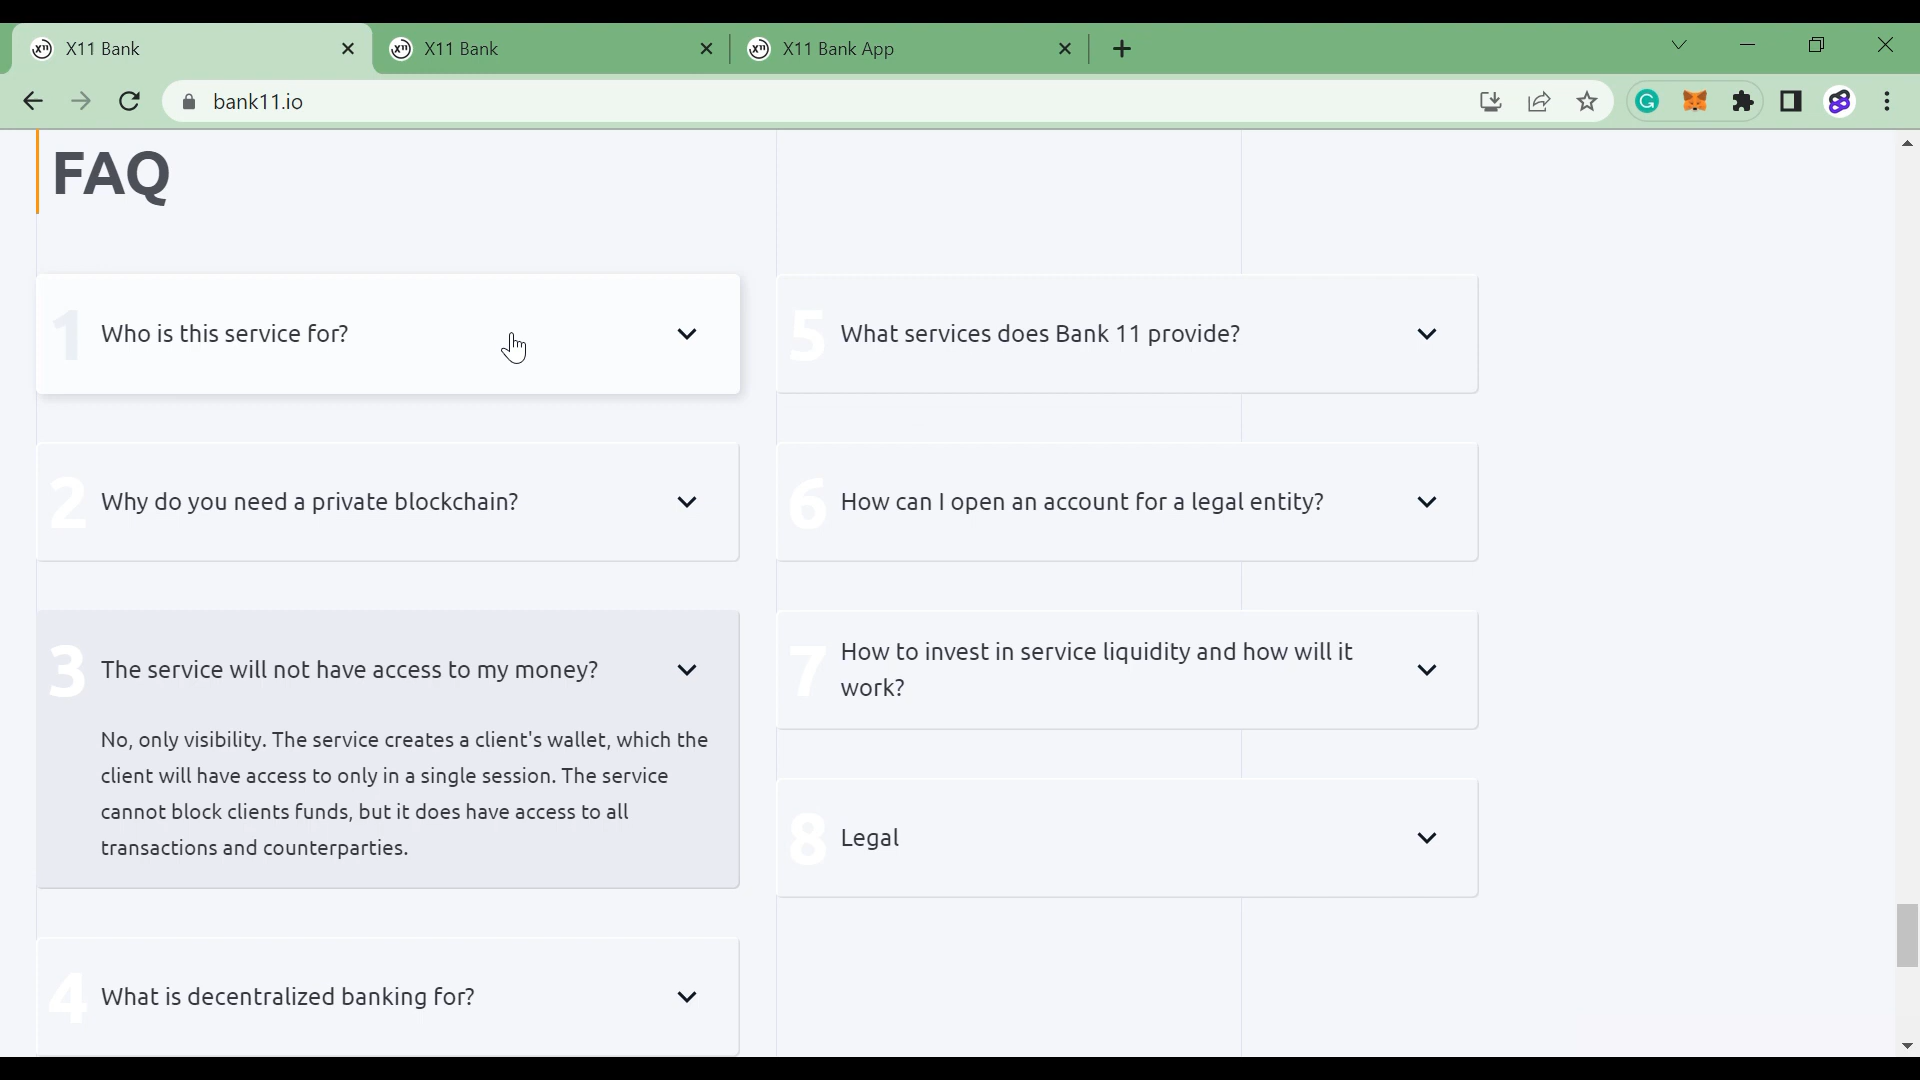 X11 Bank
X11 Bank
X11 Bank App
bank11.io
FAQ
1 Who is this service for?
2 Why do you need a private blockchain?
3 The service will not have access to my money?
No, only visibility. The service creates a client's wallet, which the
client will have access to only in a single session. The service
cannot block clients funds, but it does have access to all
transactions and counterparties.
4 What is decentralized banking for?
5 What services does Bank 11 provide?
6 How can I open an account for a legal entity?
7 How to invest in service liquidity and how will it
work?
8 Legal